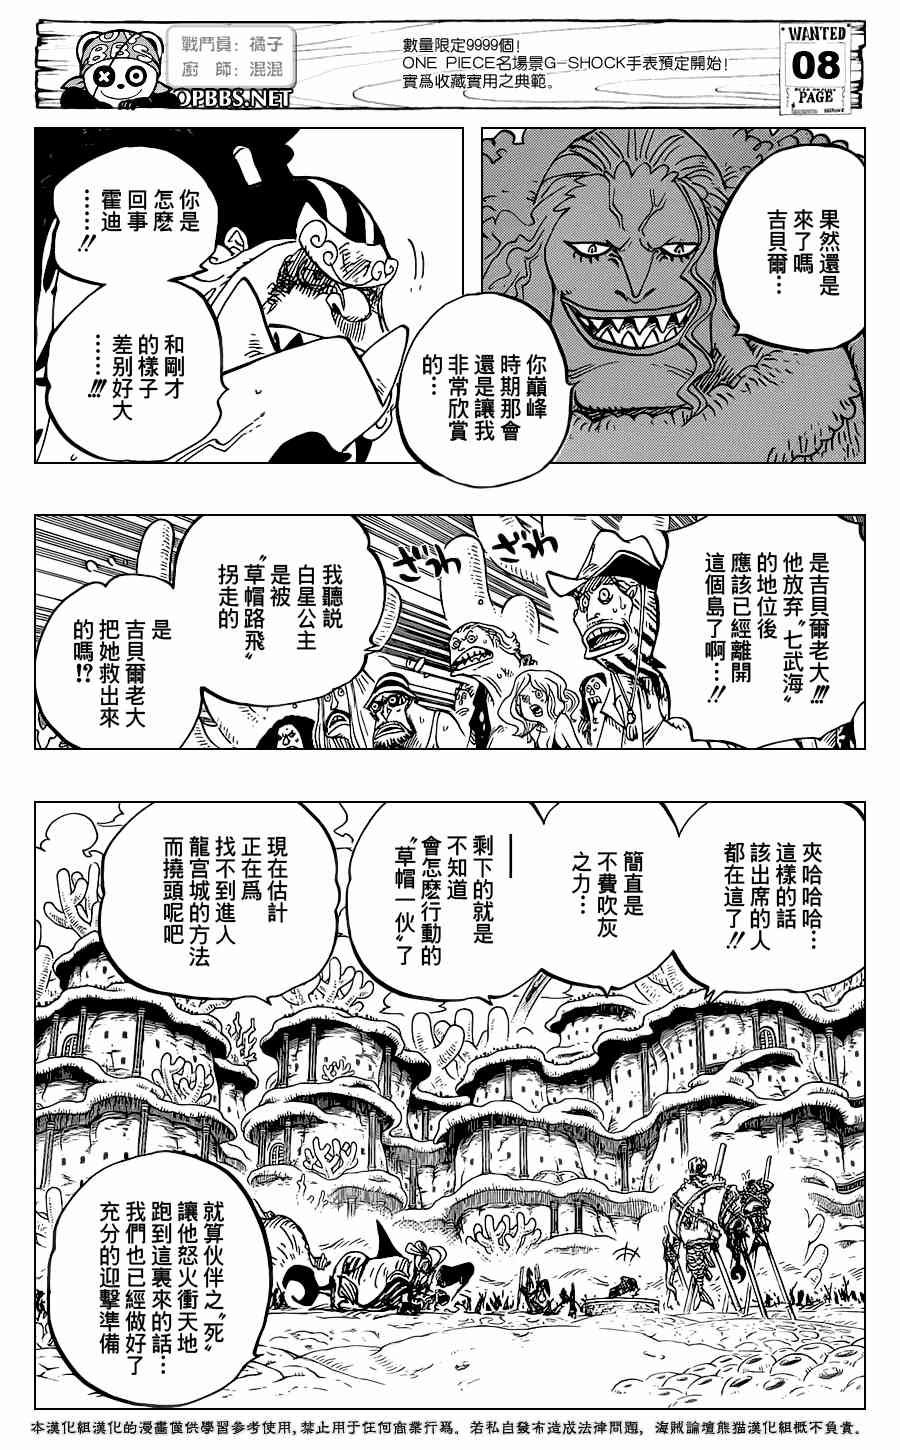 戰鬥員：橘子
廚　師：混混
OPBBS.NET
數量限定9999個！
ONE PIECE名場景G-SHOCK手表預定開始！
實爲收藏實用之典範。
WANTED
08
PAGE
果然還是
來了嗎
吉貝爾…
你巔峰
時期那會
還是讓我
非常欣賞
的…
你是
怎麼
回事
霍迪
……!!
和剛才
的樣子
差别好大
……!!!
是吉貝爾老大!!!
他放弃〝七武海〟
的地位後
應該已經離開
這個島了啊…!!
ざわ
ざわっ
我聽説
白星公主
是被
〝草帽路飛〟
拐走的
是
吉貝爾老大
把她救出來
的嗎!?
夾哈哈哈…
這樣的話
該出席的人
都在這了!!
簡直是
不費吹灰
之力…
——
剩下的就是
不知道
會怎麼行動的
〝草帽一伙〟了
現在估計
正在爲
找不到進人
龍宮城的方法
而撓頭呢吧
就算伙伴之〝死〟
讓他怒火衝天地
跑到這裏來的話…
我們也已經做好了
充分的迎擊準備
本漢化組漢化的漫畫僅供學習參考使用,禁止用于任何商業行爲。若私自發布造成法律問題，海賊論壇熊猫漢化組概不負責。